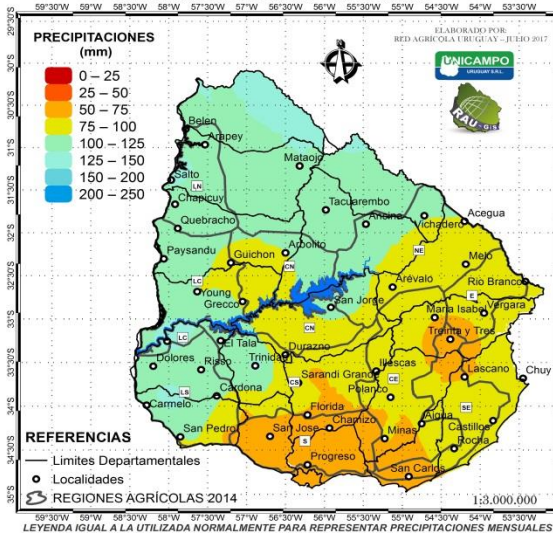 PRECIPITACIONES
(mm)
0 – 25
25 – 50
50 – 75
75 – 100
100 – 125
125 – 150
150 – 200
200 – 250
ELABORADO POR:
RED AGRICOLA URUGUAY – JULIO 2017
UNICAMPO
URUGUAY S.R.L.
RAU-GIS
Belen
Arapey
Mataojo
Salto
LN
Chapicuy
Tacuarembo
Quebracho
Ansina
Vichadero
Acegua
Paysandu
Guichon
Arbolito
NE
Melo
CN
LC
Young
Arévalo
Rio Branco
Grecco
San Jorge
E
Maria Isabel
Vergara
CN
LC
El Tala
Durazno
Treinta y Tres
Dolores
Risso
Trinidad
Illescas
Lascano
Chuy
Sarandi Grande
CS
CE
LS
Cardona
Polanco
Carmelo
Florida
Aigua
SE
Castillos
San Pedro
San Jose
Chamizo
Minas
Rocha
S
Progreso
San Carlos
REFERENCIAS
Limites Departamentales
Localidades
REGIONES AGRÍCOLAS 2014
1:3.000.000
29°30'S
30°S
30°30'S
31°S
31°30'S
32°S
32°30'S
33°S
33°30'S
34°S
34°30'S
35°S
59°30'W 59°W 58°30'W 58°W 57°30'W 57°W 56°30'W 56°W 55°30'W 55°W 54°30'W 54°W 53°30'W 53°W
LEYENDA IGUAL A LA UTILIZADA NORMALMENTE PARA REPRESENTAR PRECIPITACIONES MENSUALES